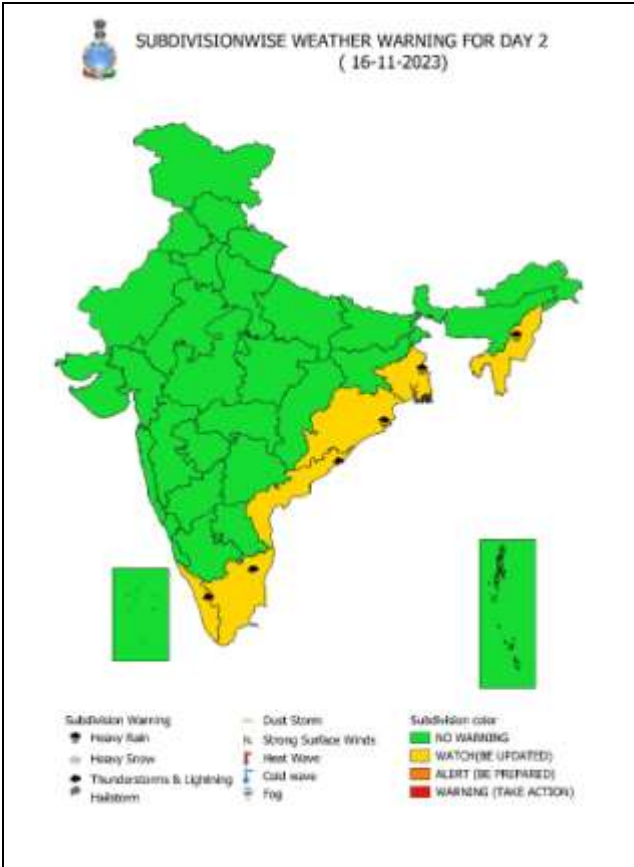 SUBDIVISIONWISE WEATHER WARNING FOR DAY 2
( 16-11-2023)
Subdivision Warning
Heavy Rain
Heavy Snow
Thunderstorms & Lightning
Hailstorm
Dust Storm
Strong Surface Winds
Heat Wave
Cold wave
Fog
Subdivision color
NO WARNING
WATCH(BE UPDATED)
ALERT (BE PREPARED)
WARNING (TAKE ACTION)